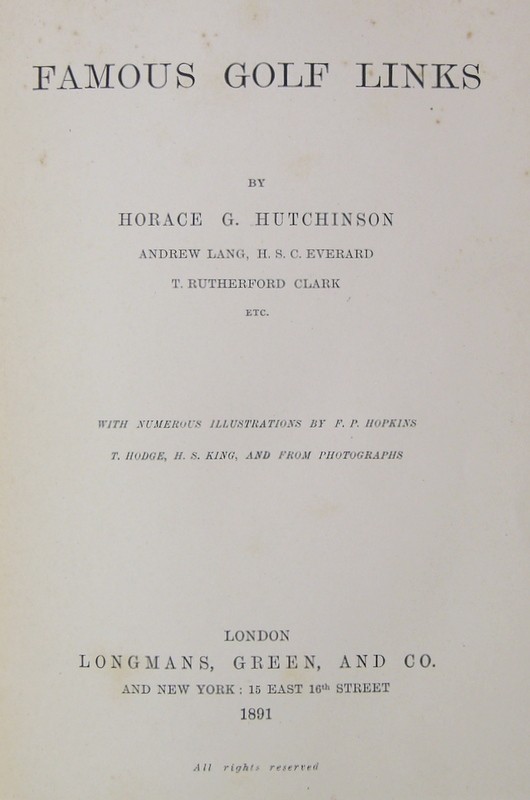 FAMOUS GOLF LINKS
BY
HORACE G. HUTCHINSON
ANDREW LANG, H. S. C. EVERARD
T. RUTHERFORD CLARK
ETC.
WITH NUMEROUS ILLUSTRATIONS BY F. P. HOPKINS
T. HODGE, H. S. KING, AND FROM PHOTOGRAPHS
LONDON
LONGMANS, GREEN, AND CO.
AND NEW YORK : 15 EAST 16th STREET
1891
All rights reserved